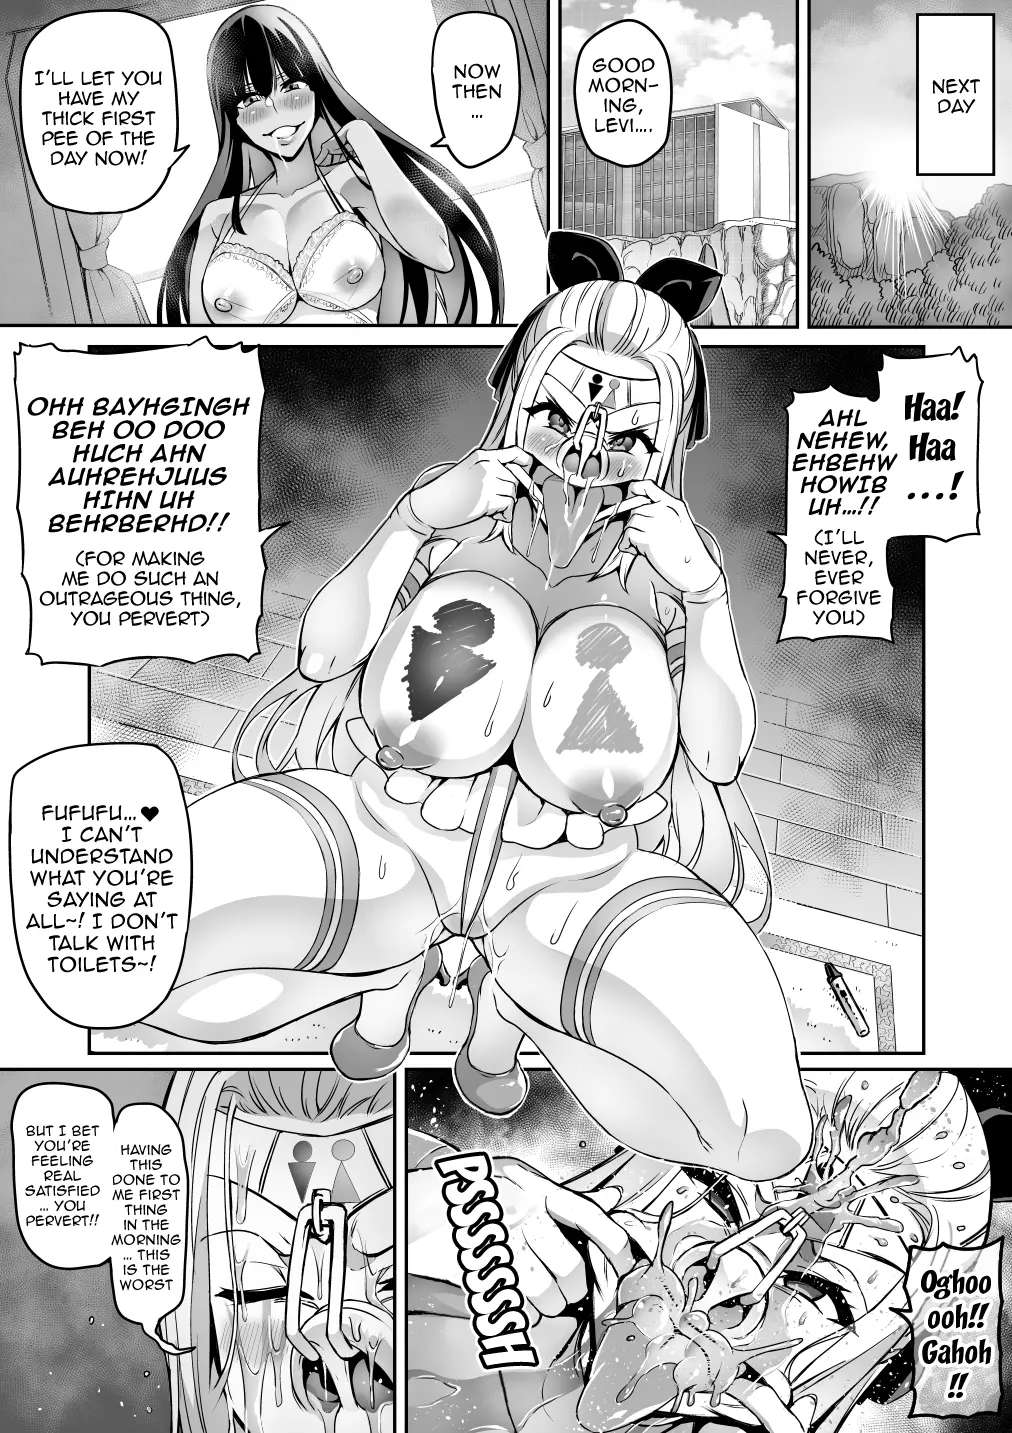 NEXT
DAY
GOOD
MORN-
ING,
LEVI....
NOW
THEN
...
I'LL LET YOU
HAVE MY
THICK FIRST
PEE OF THE
DAY NOW!
Haa!
Haa
...!
AHL
NEHEW,
EHBEHW
HOWIB
UH...!!
(I'LL
NEVER,
EVER
FORGIVE
YOU)
OHH BAYHGINGH
BEH OO DOO
HUCH AHN
AUHREHJUUS
HIHN UH
BEHRBERHD!!
(FOR MAKING
ME DO SUCH AN
OUTRAGEOUS THING,
YOU PERVERT)
FUFUFU... ♥
I CAN'T
UNDERSTAND
WHAT YOU'RE
SAYING AT
ALL~! I DON'T
TALK WITH
TOILETS~!
PSSSSSSSH
Oghoo
ooh!!
Gahoh
!!
HAVING
THIS
DONE TO
ME FIRST
THING
IN THE
MORNING
... THIS
IS THE
WORST
BUT I BET
YOU'RE
FEELING
REAL
SATISFIED
... YOU
PERVERT!!